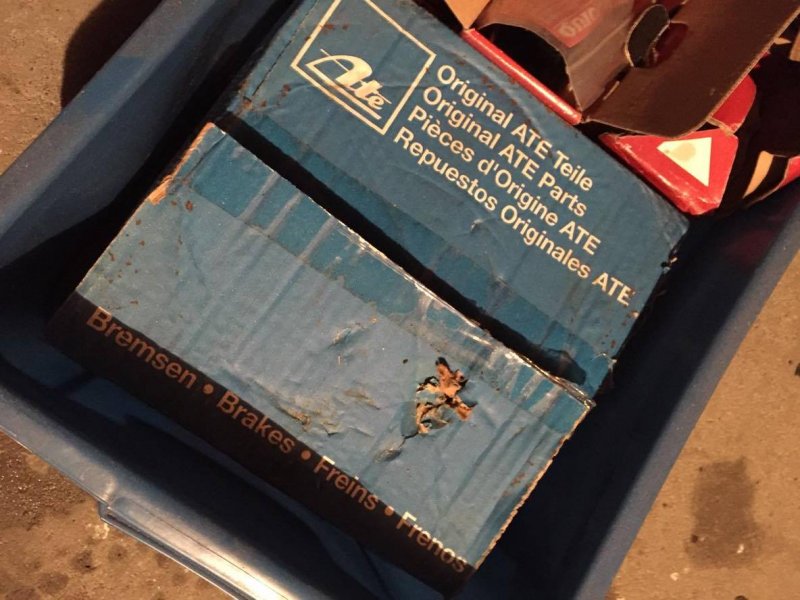 Ate
Original ATE Teile
Original ATE Parts
Pièces d'Origine ATE
Repuestos Originales ATE
Bremsen • Brakes • Freins • Frenos